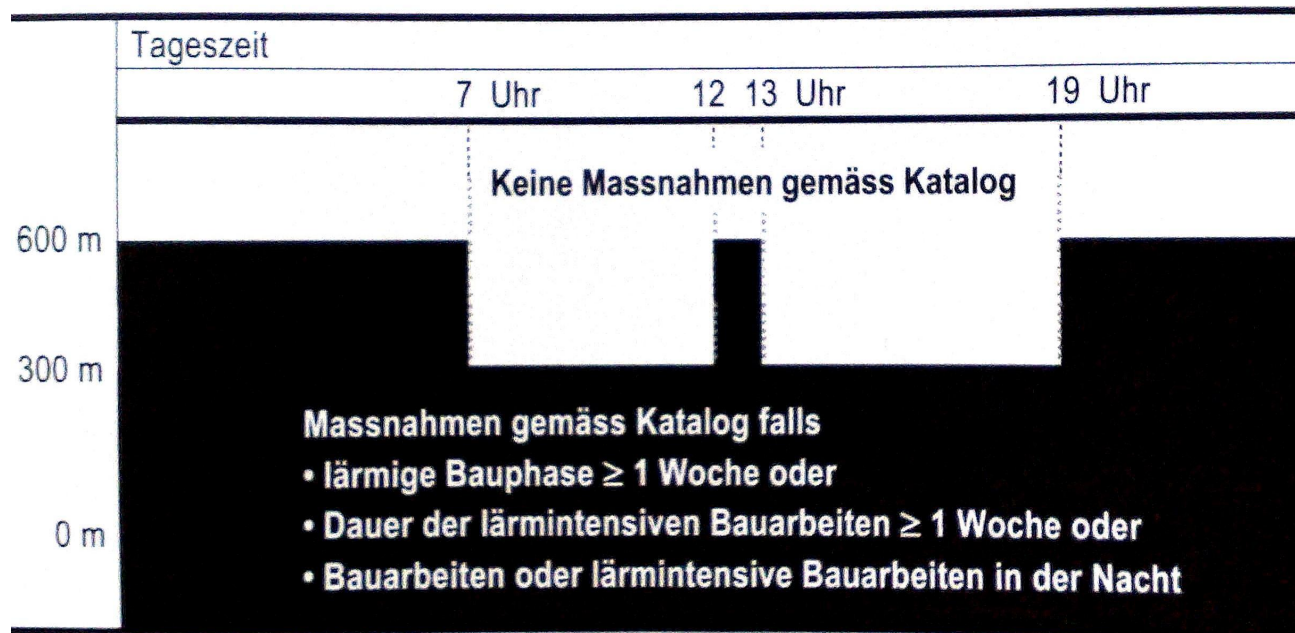 Tageszeit
7 Uhr 12 13 Uhr 19 Uhr
Keine Massnahmen gemäss Katalog
600 m
300 m
Massnahmen gemäss Katalog falls
• lärmige Bauphase ≥ 1 Woche oder
• Dauer der lärmintensiven Bauarbeiten ≥ 1 Woche oder
0 m
• Bauarbeiten oder lärmintensive Bauarbeiten in der Nacht